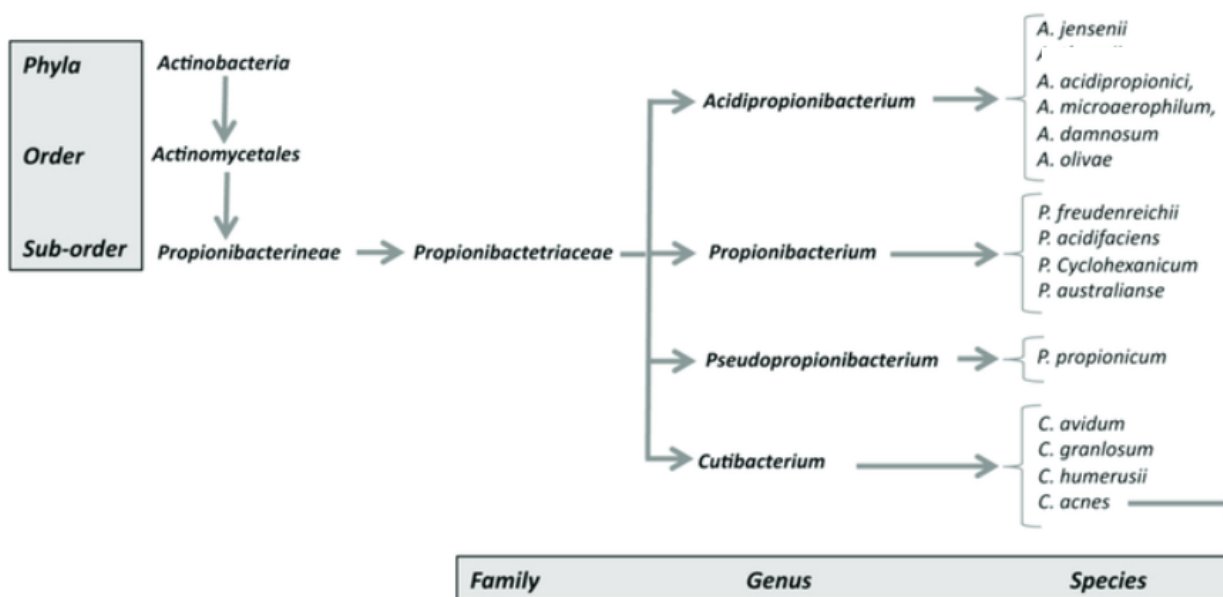 Phyla
Order
Sub-order
Actinobacteria
Actinomycetales
Propionibacterineae
Propionibactetriaceae
Acidipropionibacterium
A. jensenii
A. acidipropionici,
A. microaerophilum,
A. damnosum
A. olivae
Propionibacterium
P. freudenreichii
P. acidifaciens
P. Cyclohexanicum
P. australianse
Pseudopropionibacterium
P. propionicum
Cutibacterium
C. avidum
C. granlosum
C. humerusii
C. acnes
Family Genus Species